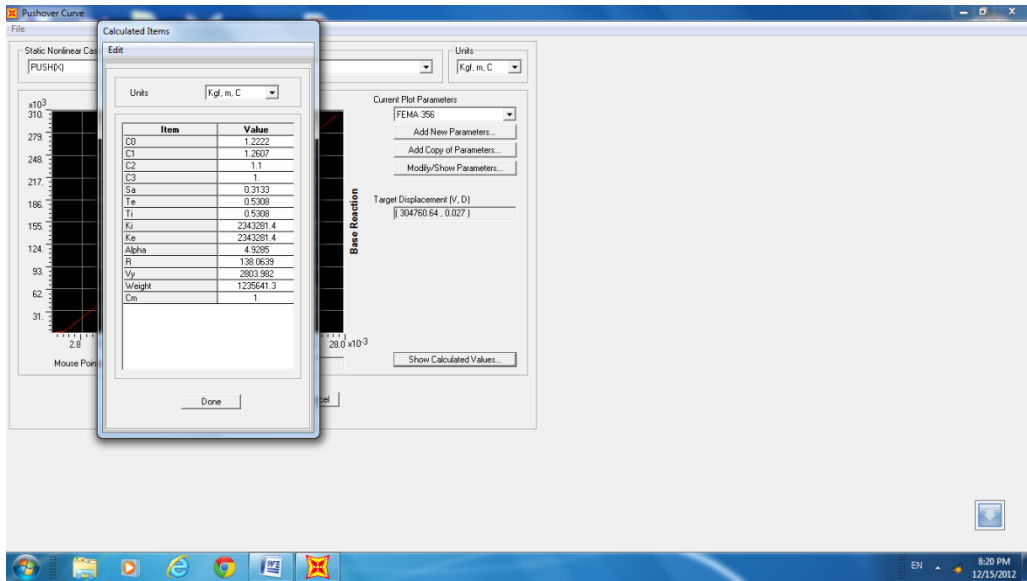 Pushover Curve
File
Static Nonlinear Cas
PUSH(X)
Units
Kgf, m, C
Calculated Items
Edit
Units
Kgf, m, C
Item Value
C0 1.2222
C1 1.2607
C2 1.1
C3 1.
Sa 0.3133
Te 0.5308
Ti 0.5308
Ki 2343281.4
Ke 2343281.4
Alpha 4.9285
R 138.0639
Vy 2803.982
Weight 1235641.3
Cm 1.
Done
x103
310.
279.
248.
217.
186.
155.
124.
93.
62.
31.
2.8
28.0 x10-3
Base Reaction
Mouse Poin
cel
Current Plot Parameters
FEMA 356
Add New Parameters...
Add Copy of Parameters...
Modify/Show Parameters...
Target Displacement (V, D)
( 304760.64 , 0.027 )
Show Calculated Values...
EN
8:20 PM
12/15/2012